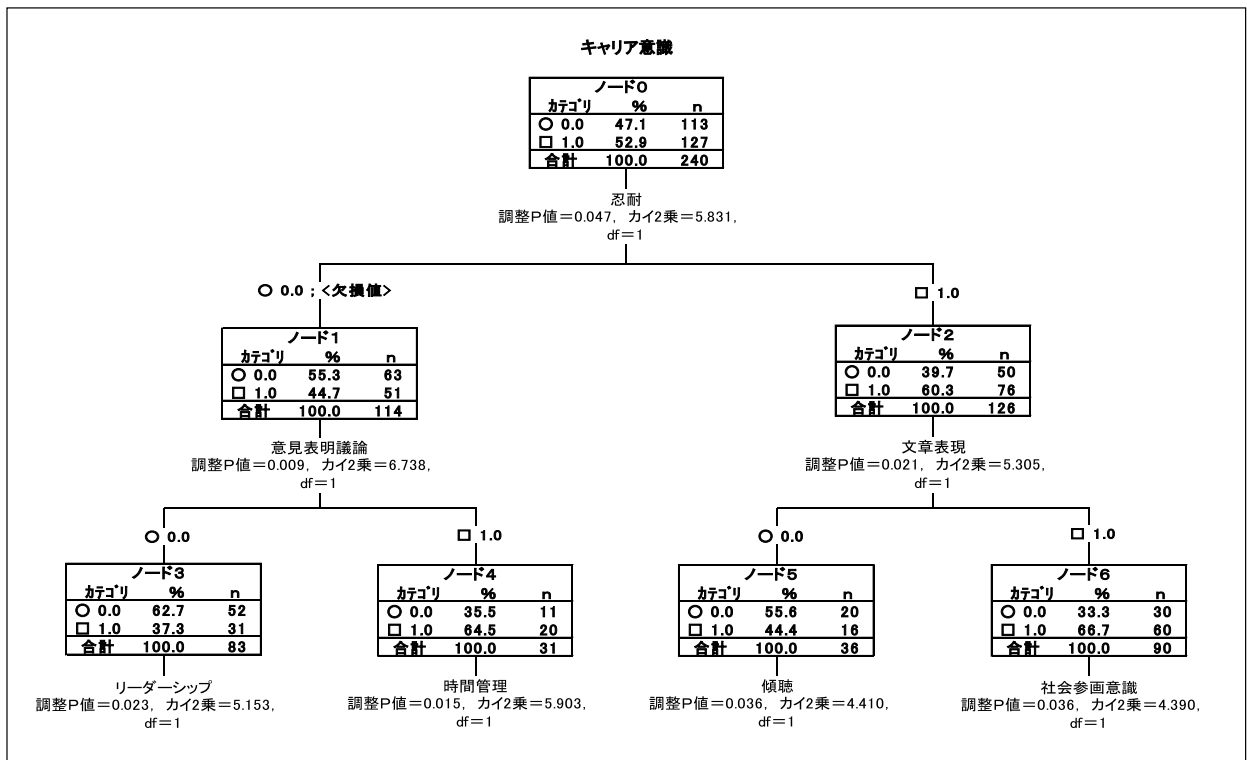 キャリア意識
ノード0
カテゴリ % n
○ 0.0 47.1 113
□ 1.0 52.9 127
合計 100.0 240
忍耐
調整P値=0.047, カイ2乗=5.831,
df=1
○ 0.0 ; <欠損値>
□ 1.0
ノード1
カテゴリ % n
○ 0.0 55.3 63
□ 1.0 44.7 51
合計 100.0 114
ノード2
カテゴリ % n
○ 0.0 39.7 50
□ 1.0 60.3 76
合計 100.0 126
意見表明議論
調整P値=0.009, カイ2乗=6.738,
df=1
文章表現
調整P値=0.021, カイ2乗=5.305,
df=1
○ 0.0
□ 1.0
○ 0.0
□ 1.0
ノード3
カテゴリ % n
○ 0.0 62.7 52
□ 1.0 37.3 31
合計 100.0 83
ノード4
カテゴリ % n
○ 0.0 35.5 11
□ 1.0 64.5 20
合計 100.0 31
ノード5
カテゴリ % n
○ 0.0 55.6 20
□ 1.0 44.4 16
合計 100.0 36
ノード6
カテゴリ % n
○ 0.0 33.3 30
□ 1.0 66.7 60
合計 100.0 90
リーダーシップ
調整P値=0.023, カイ2乗=5.153,
df=1
時間管理
調整P値=0.015, カイ2乗=5.903,
df=1
傾聴
調整P値=0.036, カイ2乗=4.410,
df=1
社会参画意識
調整P値=0.036, カイ2乗=4.390,
df=1